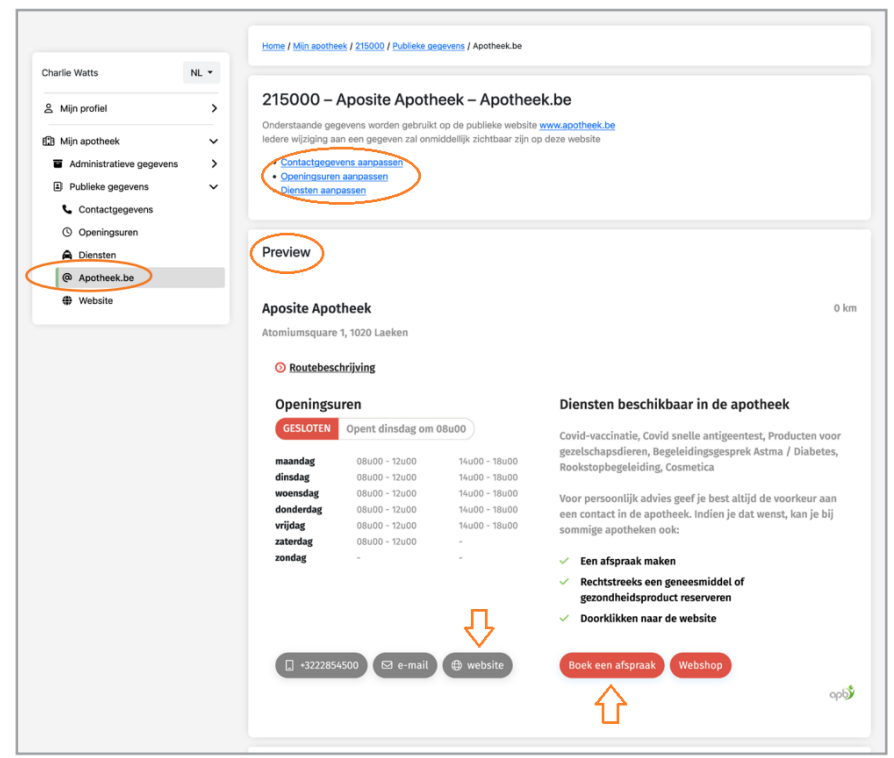 Charlie Watts
NL
Mijn profiel
Mijn apotheek
Administratieve gegevens
Publieke gegevens
Contactgegevens
Openingsuren
Diensten
Apotheek.be
Website
Home / Mijn apotheek / 215000 / Publieke gegevens / Apotheek.be
215000 – Aposite Apotheek – Apotheek.be
Onderstaande gegevens worden gebruikt op de publieke website www.apotheek.be
Iedere wijziging aan een gegeven zal onmiddellijk zichtbaar zijn op deze website
• Contactgegevens aanpassen
• Openingsuren aanpassen
Diensten aanpassen
Preview
Aposite Apotheek
0 km
Atomiumsquare 1, 1020 Laeken
Routebeschrijving
Openingsuren
GESLOTEN Opent dinsdag om 08u00
maandag 08u00 - 12u00 14u00 - 18u00
dinsdag 08u00 - 12u00 14u00 - 18u00
woensdag 08u00 - 12u00 14u00 - 18u00
donderdag 08u00 - 12u00 14u00 - 18u00
vrijdag 08u00 - 12u00 14u00 - 18u00
zaterdag 08u00 - 12u00 -
zondag - -
+3222854500 e-mail website
Diensten beschikbaar in de apotheek
Covid-vaccinatie, Covid snelle antigeentest, Producten voor
gezelschapsdieren, Begeleidingsgesprek Astma / Diabetes,
Rookstopbegeleiding, Cosmetica
Voor persoonlijk advies geef je best altijd de voorkeur aan
een contact in de apotheek. Indien je dat wenst, kan je bij
sommige apotheken ook:
Een afspraak maken
Rechtstreeks een geneesmiddel of
gezondheidsproduct reserveren
Doorklikken naar de website
Boek een afspraak Webshop
apb